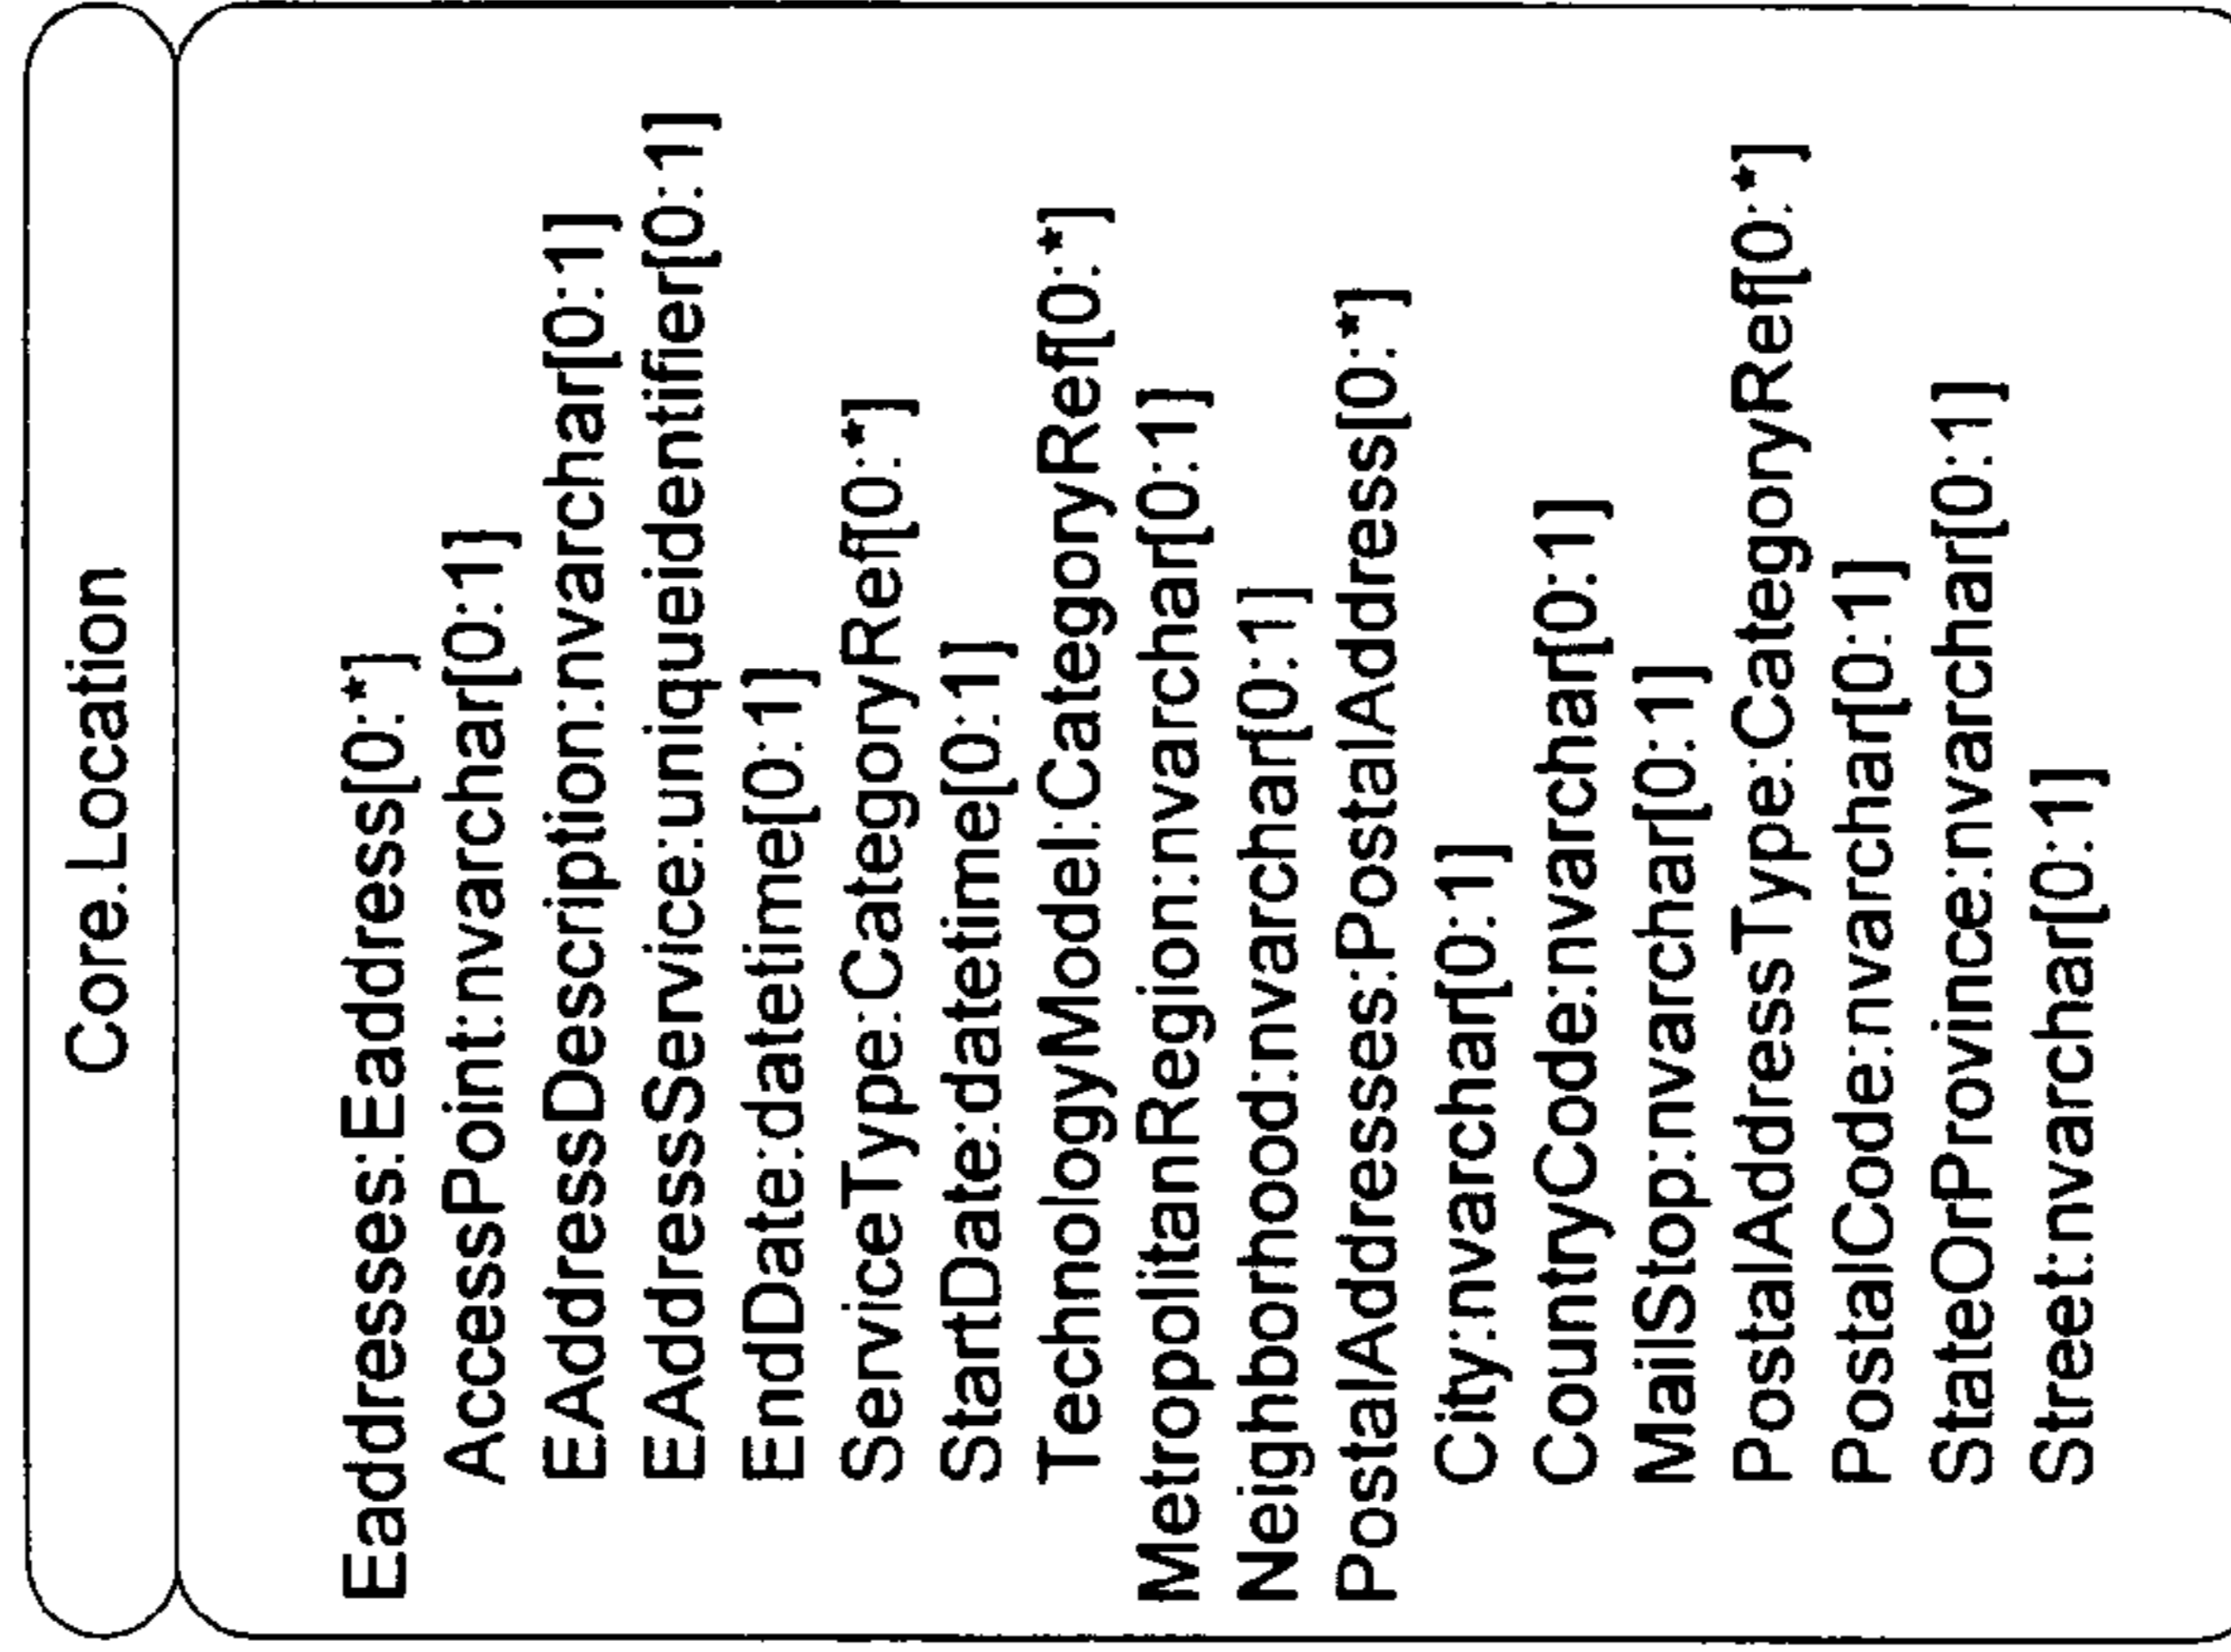 Core.Location
Eaddresses:Eaddress[0:*]
AccessPoint:nvarchar[0:1]
EAddressDescription:nvarchar[0:1]
EAddressService:uniqueidentifier[0:1]
EndDate:datetime[0:1]
ServiceType:CategoryRef[0:*]
StartDate:datetime[0:1]
TechnologyModel:CategoryRef[0:*]
MetropolitanRegion:nvarchar[0:1]
Neighborhood:nvarchar[0:1]
PostalAddresses:PostalAddress[0:*]
City:nvarchar[0:1]
CountryCode:nvarchar[0:1]
MailStop:nvarchar[0:1]
PostalAddressType:CategoryRef[0:*]
PostalCode:nvarchar[0:1]
StateOrProvince:nvarchar[0:1]
Street:nvarchar[0:1]